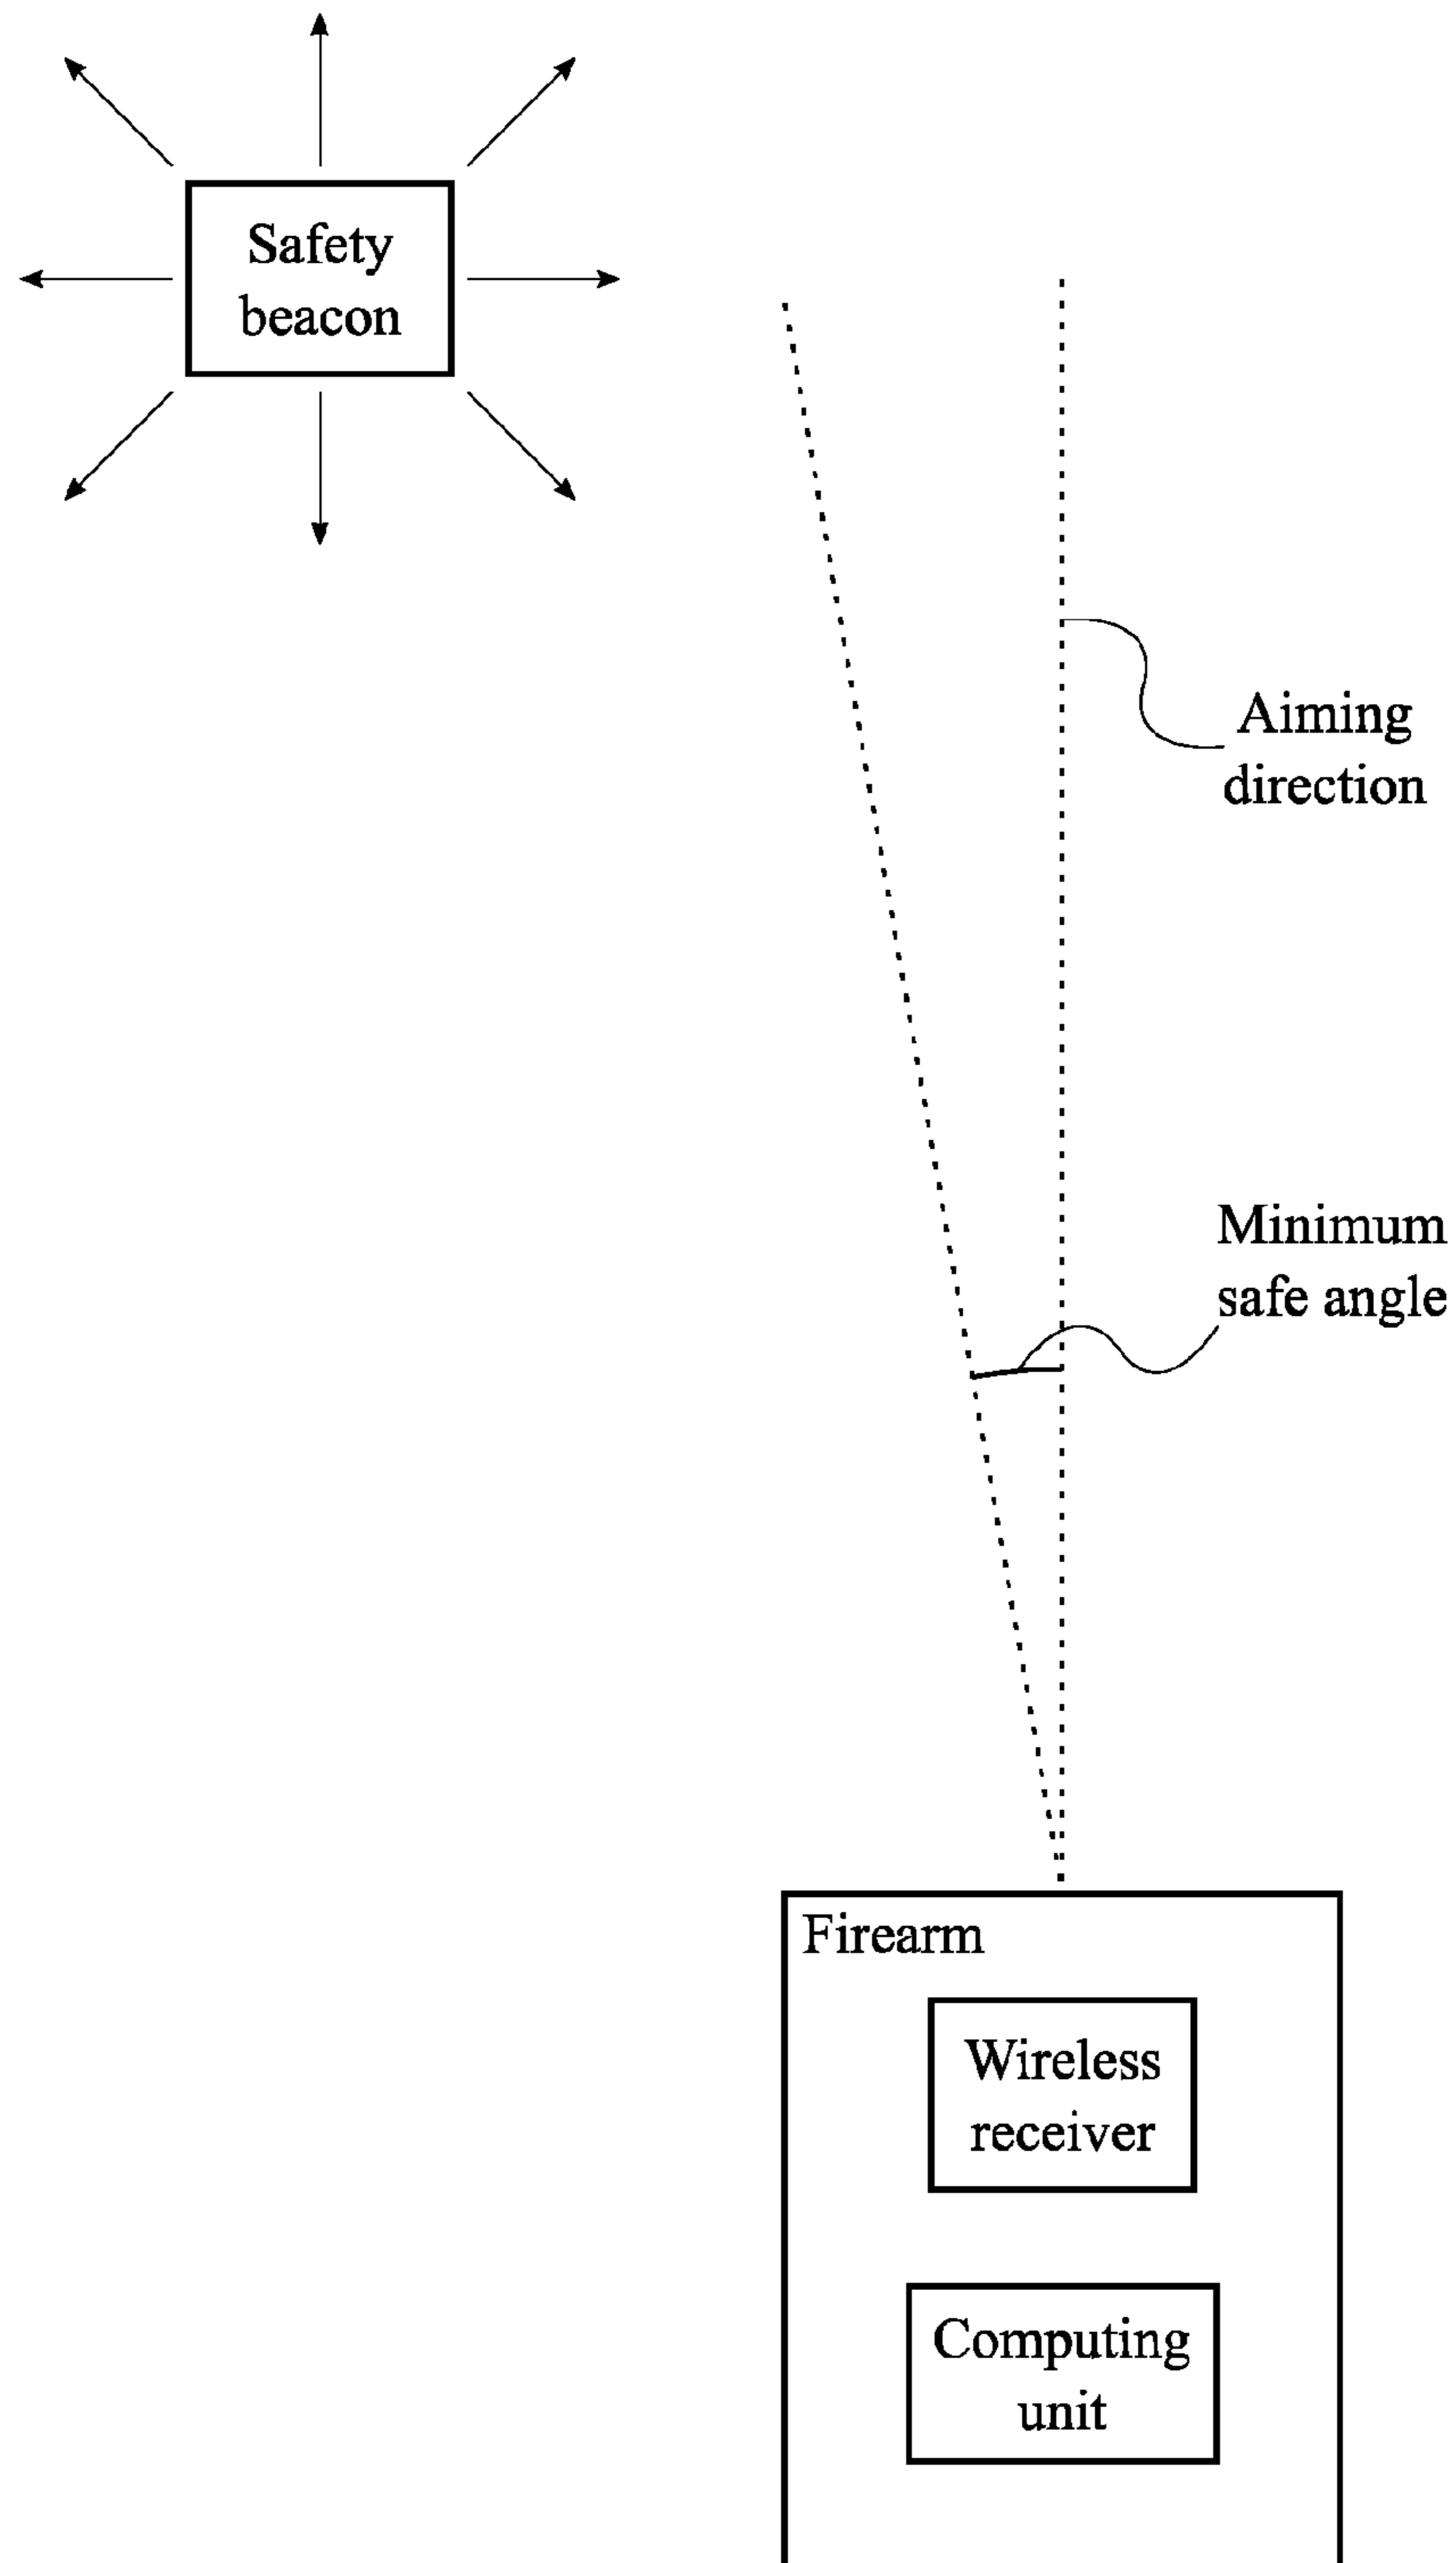 Safety
beacon
Aiming
direction
Minimum
safe angle
Firearm
Wireless
receiver
Computing
unit